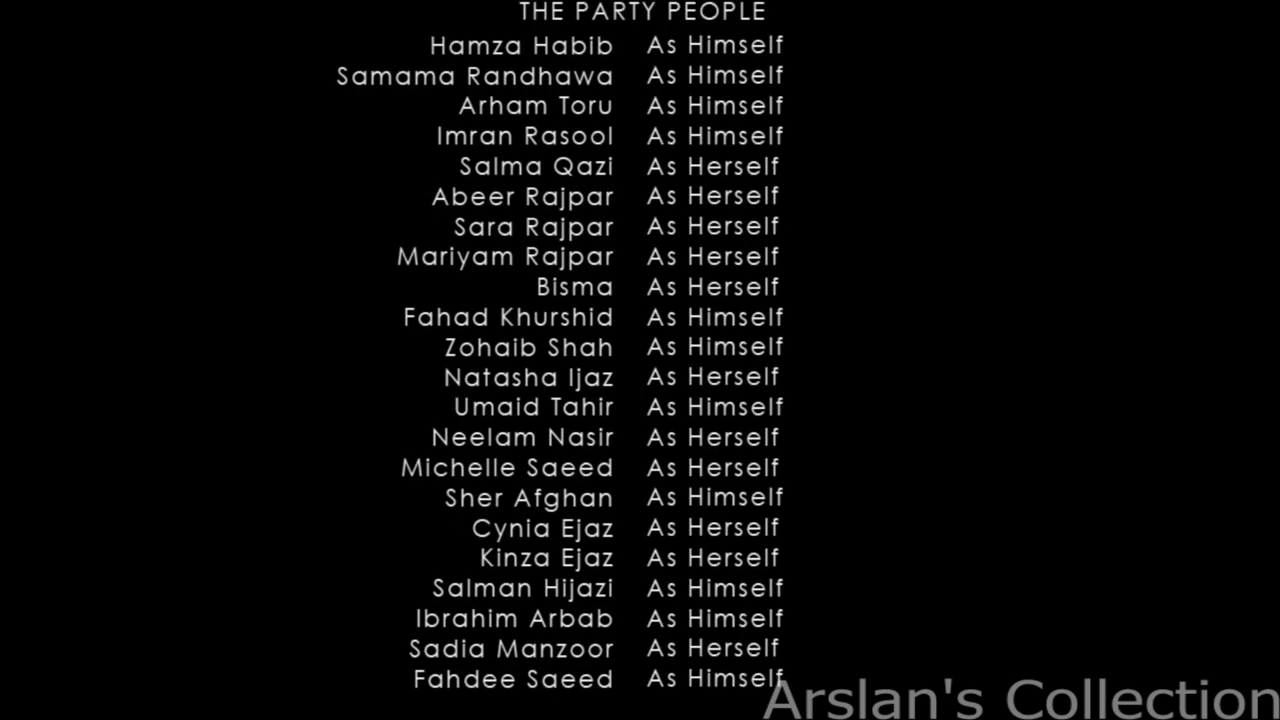 THE PARTY PEOPLE
Hamza Habib As Himself
Samama Randhawa As Himself
Arham Toru As Himself
Imran Rasool As Himself
Salma Qazi As Herself
Abeer Rajpar As Herself
Sara Rajpar As Herself
Mariyam Rajpar As Herself
Bisma As Herself
Fahad Khurshid As Himself
Zohaib Shah As Himself
Natasha Ijaz As Herself
Umaid Tahir As Himself
Neelam Nasir As Herself
Michelle Saeed As Herself
Sher Afghan As Himself
Cynia Ejaz As Herself
Kinza Ejaz As Herself
Salman Hijazi As Himself
Ibrahim Arbab As Himself
Sadia Manzoor As Herself
Fahdee Saeed As Himself
Arslan's Collection